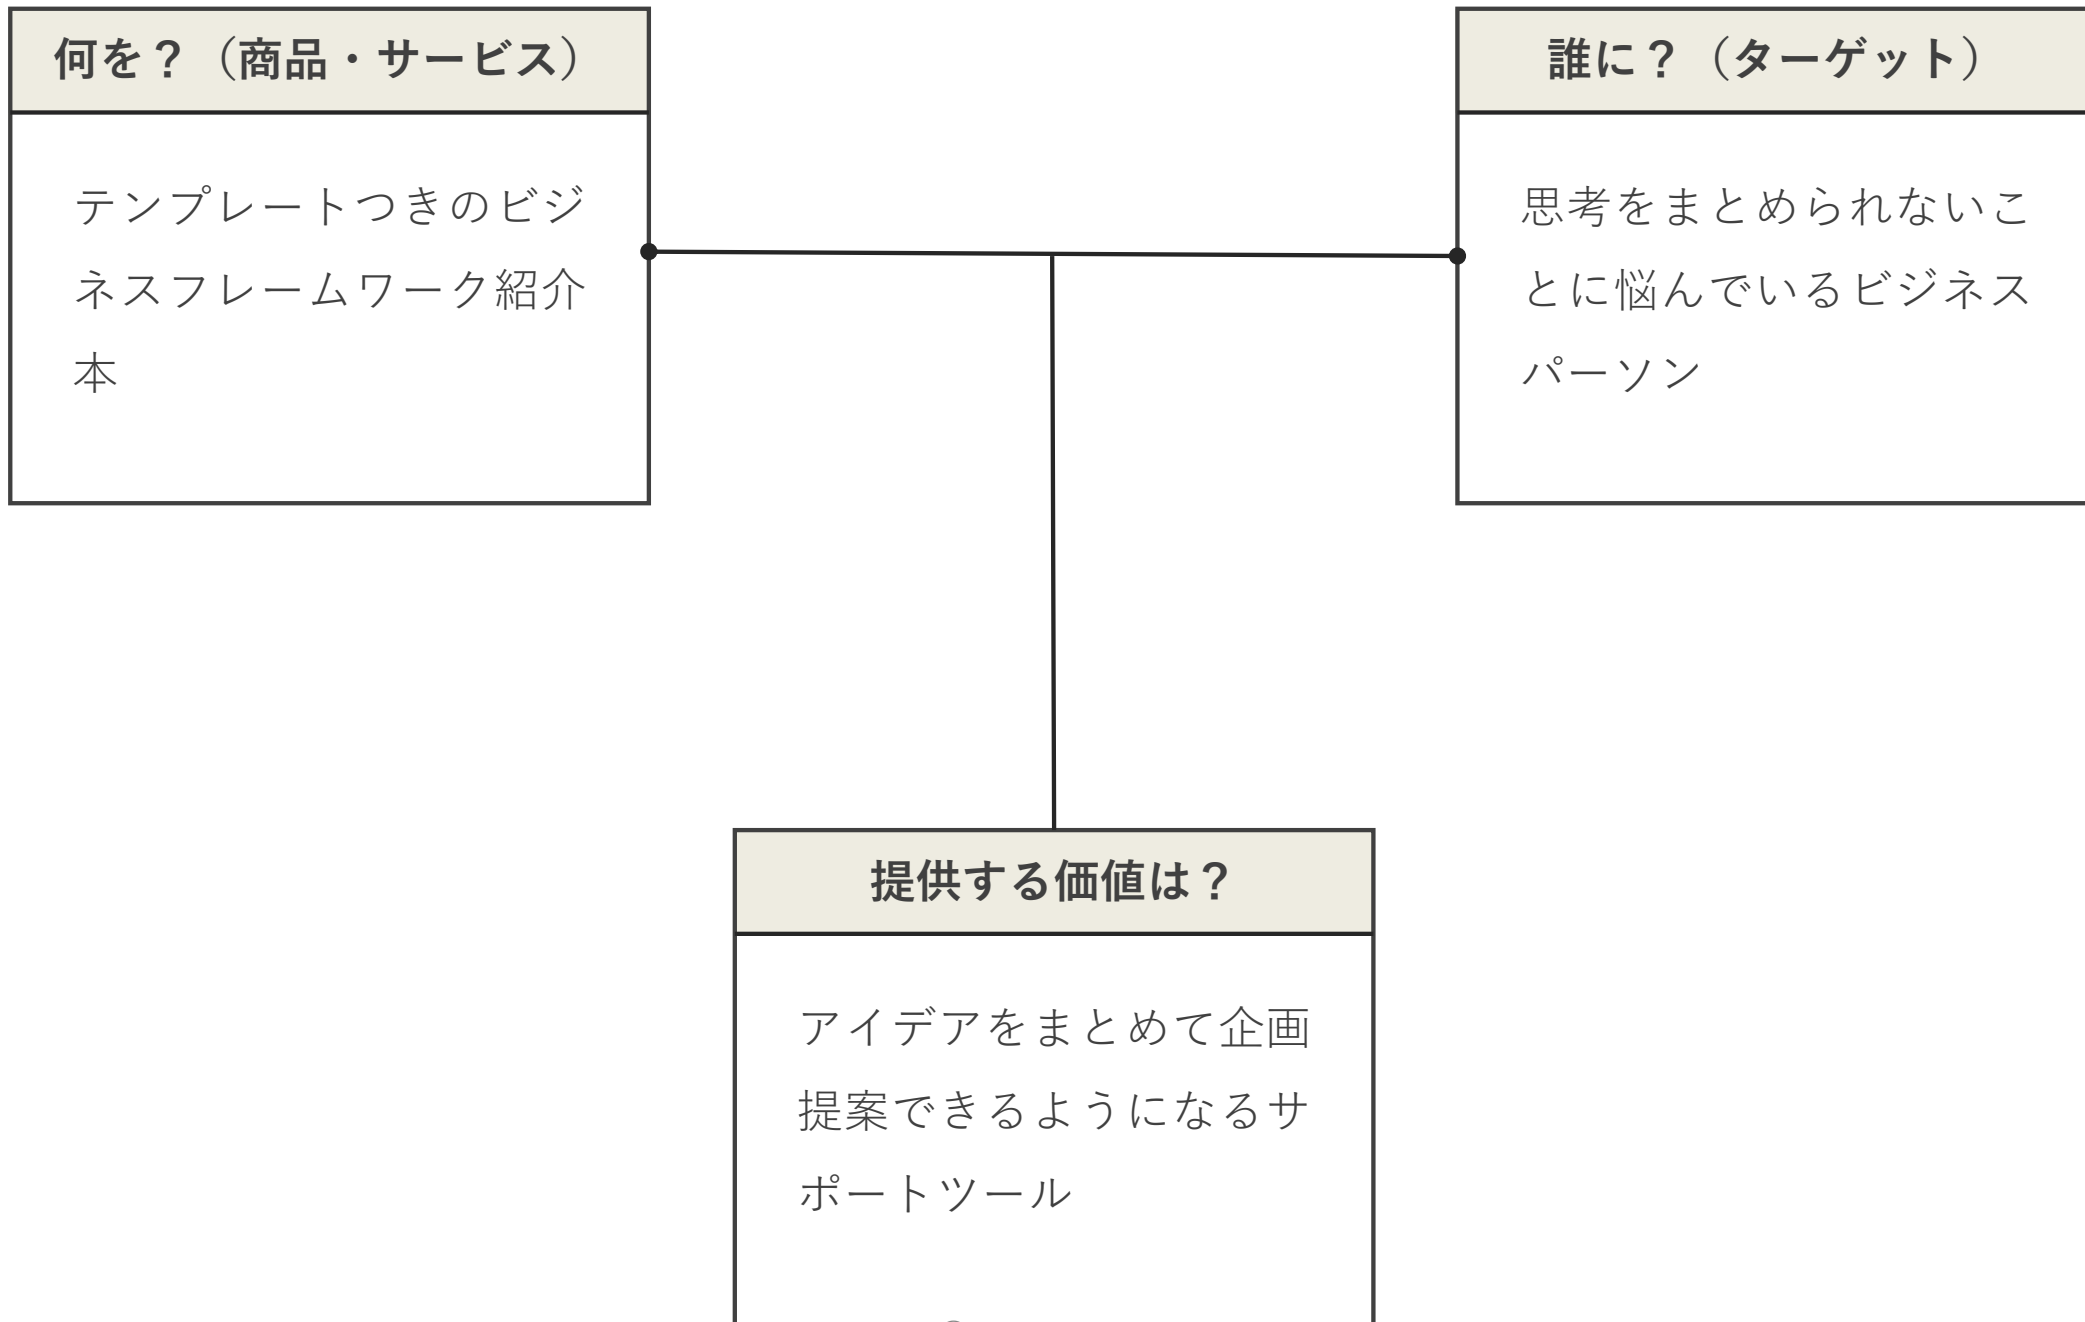 何を？（商品・サービス）
テンプレートつきのビジ
ネスフレームワーク紹介
本
誰に？（ターゲット）
思考をまとめられないこ
とに悩んでいるビジネス
パーソン
提供する価値は？
アイデアをまとめて企画
提案できるようになるサ
ポートツール